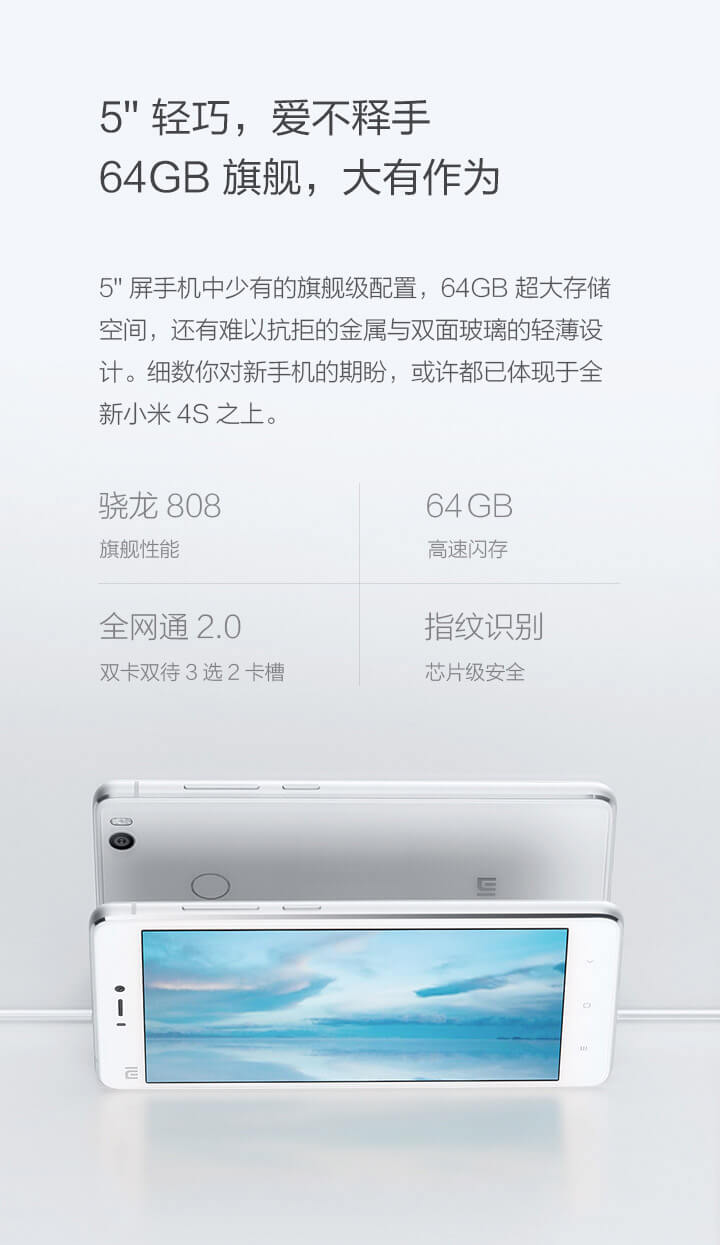 5" 轻巧，爱不释手
64GB 旗舰，大有作为
5" 屏手机中少有的旗舰级配置，64GB 超大存储
空间，还有难以抗拒的金属与双面玻璃的轻薄设
计。细数你对新手机的期盼，或许都已体现于全
新小米 4S 之上。
骁龙 808
旗舰性能
64GB
高速闪存
全网通 2.0
双卡双待 3 选 2 卡槽
指纹识别
芯片级安全